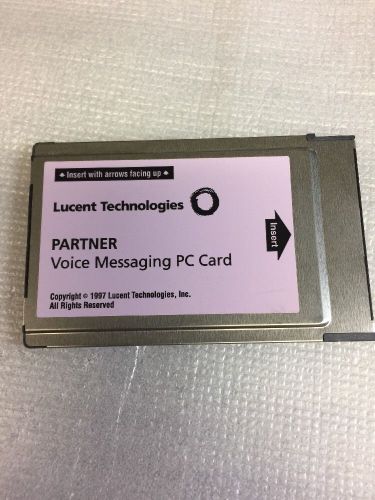 Insert with arrows facing up
Lucent Technologies
PARTNER
Voice Messaging PC Card
Insert
Copyright © 1997 Lucent Technologies, Inc.
All Rights Reserved